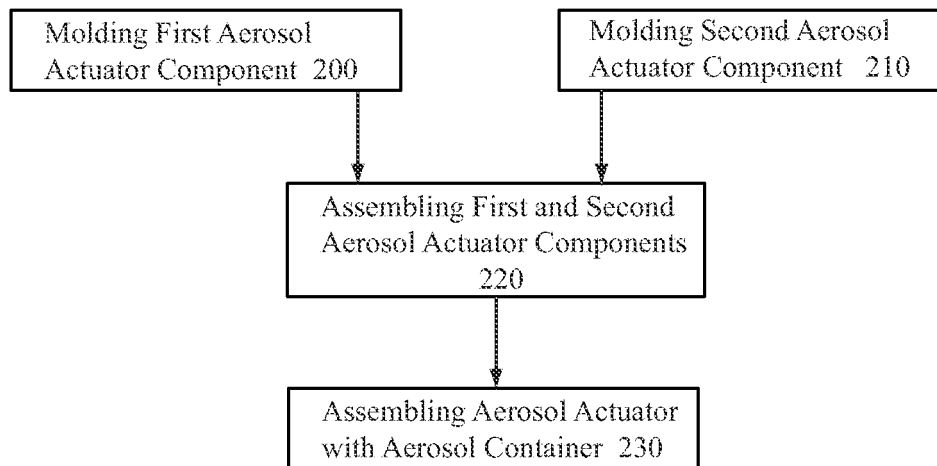 Molding First Aerosol
Actuator Component 200
Molding Second Aerosol
Actuator Component 210
Assembling First and Second
Aerosol Actuator Components
220
Assembling Aerosol Actuator
with Aerosol Container 230